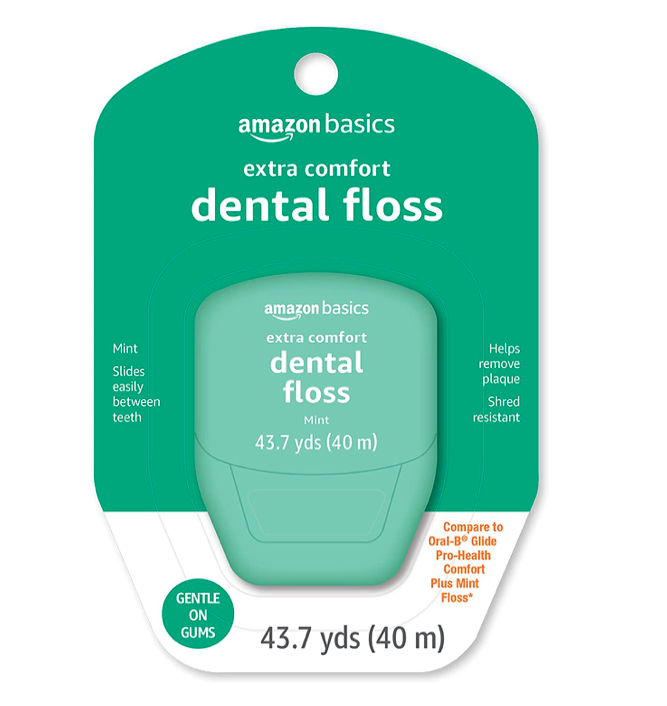 amazon basics
extra comfort
dental floss
amazon basics
extra comfort
dental
floss
Mint
43.7 yds (40 m)
Mint
Slides
easily
between
teeth
Helps
remove
plaque
Shred
resistant
Compare to
Oral-B® Glide
Pro-Health
Comfort
Plus Mint
Floss*
GENTLE
ON
GUMS
43.7 yds (40 m)